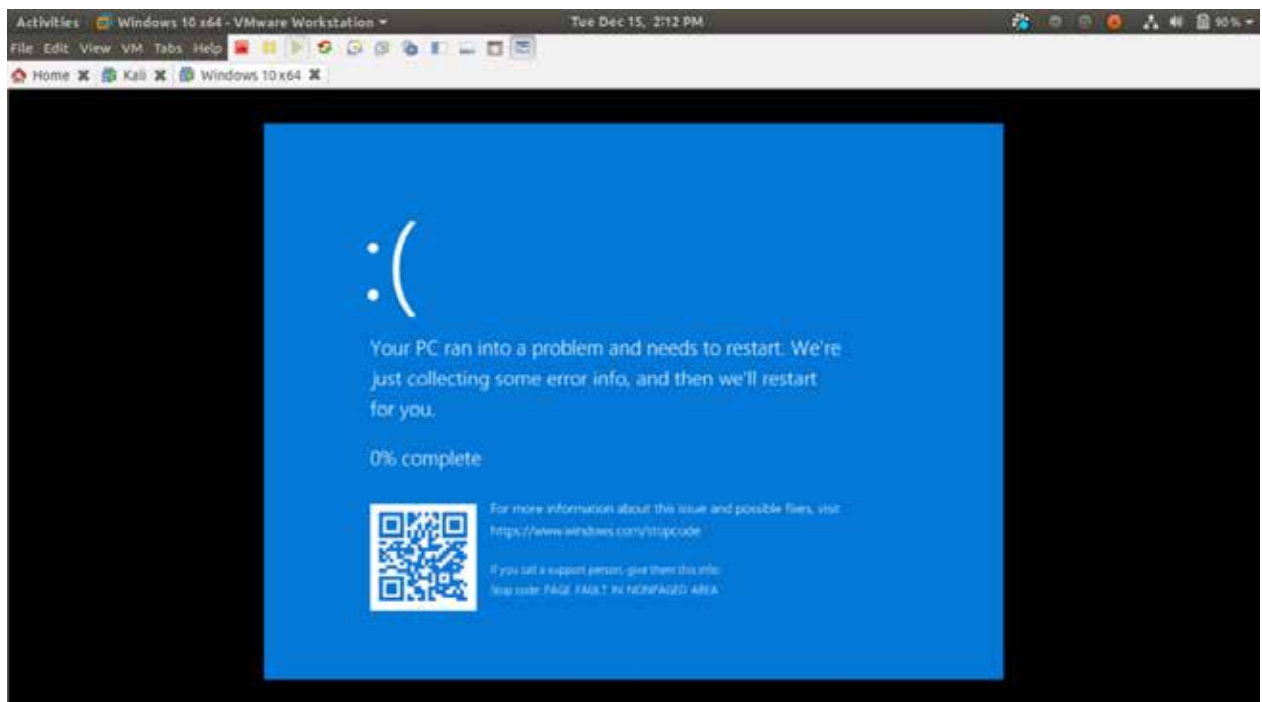 Activities Windows 10 x64 - VMware Workstation Tue Dec 15, 2:12 PM 90%
File Edit View VM Tabs Help
Home Kali Windows 10 x64
:(
Your PC ran into a problem and needs to restart. We're
just collecting some error info, and then we'll restart
for you.
0% complete
For more information about this issue and possible fixes, visit
https://www.windows.com/stopcode
If you call a support person, give them this info:
Stop code: PAGE FAULT IN NONPAGED AREA